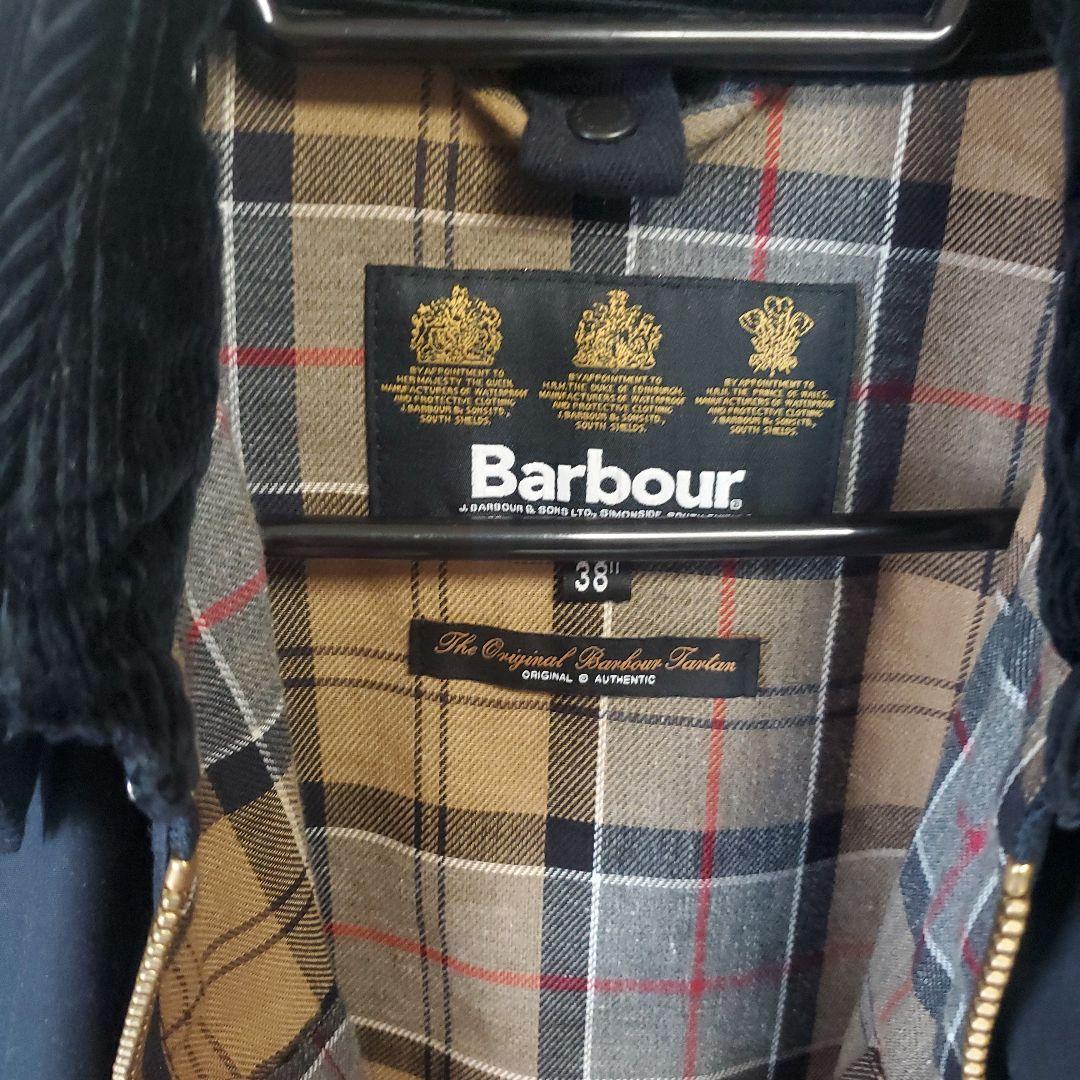 BY APPOINTMENT TO
HER MAJESTY THE QUEEN
MANUFACTURERS OF WATERPROOF
AND PROTECTIVE CLOTHING
J. BARBOUR & SONS LTD,
SOUTH SHIELDS.
BY APPOINTMENT TO
H.R.H. THE DUKE OF EDINBURGH
MANUFACTURERS OF WATERPROOF
AND PROTECTIVE CLOTHING
J. BARBOUR & SONS LTD,
SOUTH SHIELDS.
BY APPOINTMENT TO
H.R.H. THE PRINCE OF WALES
MANUFACTURERS OF WATERPROOF
AND PROTECTIVE CLOTHING
J. BARBOUR & SONS LTD,
SOUTH SHIELDS.
Barbour®
J. BARBOUR & SONS LTD., SIMONSIDE, SOUTH
38"
The Original Barbour Tartan
ORIGINAL & AUTHENTIC